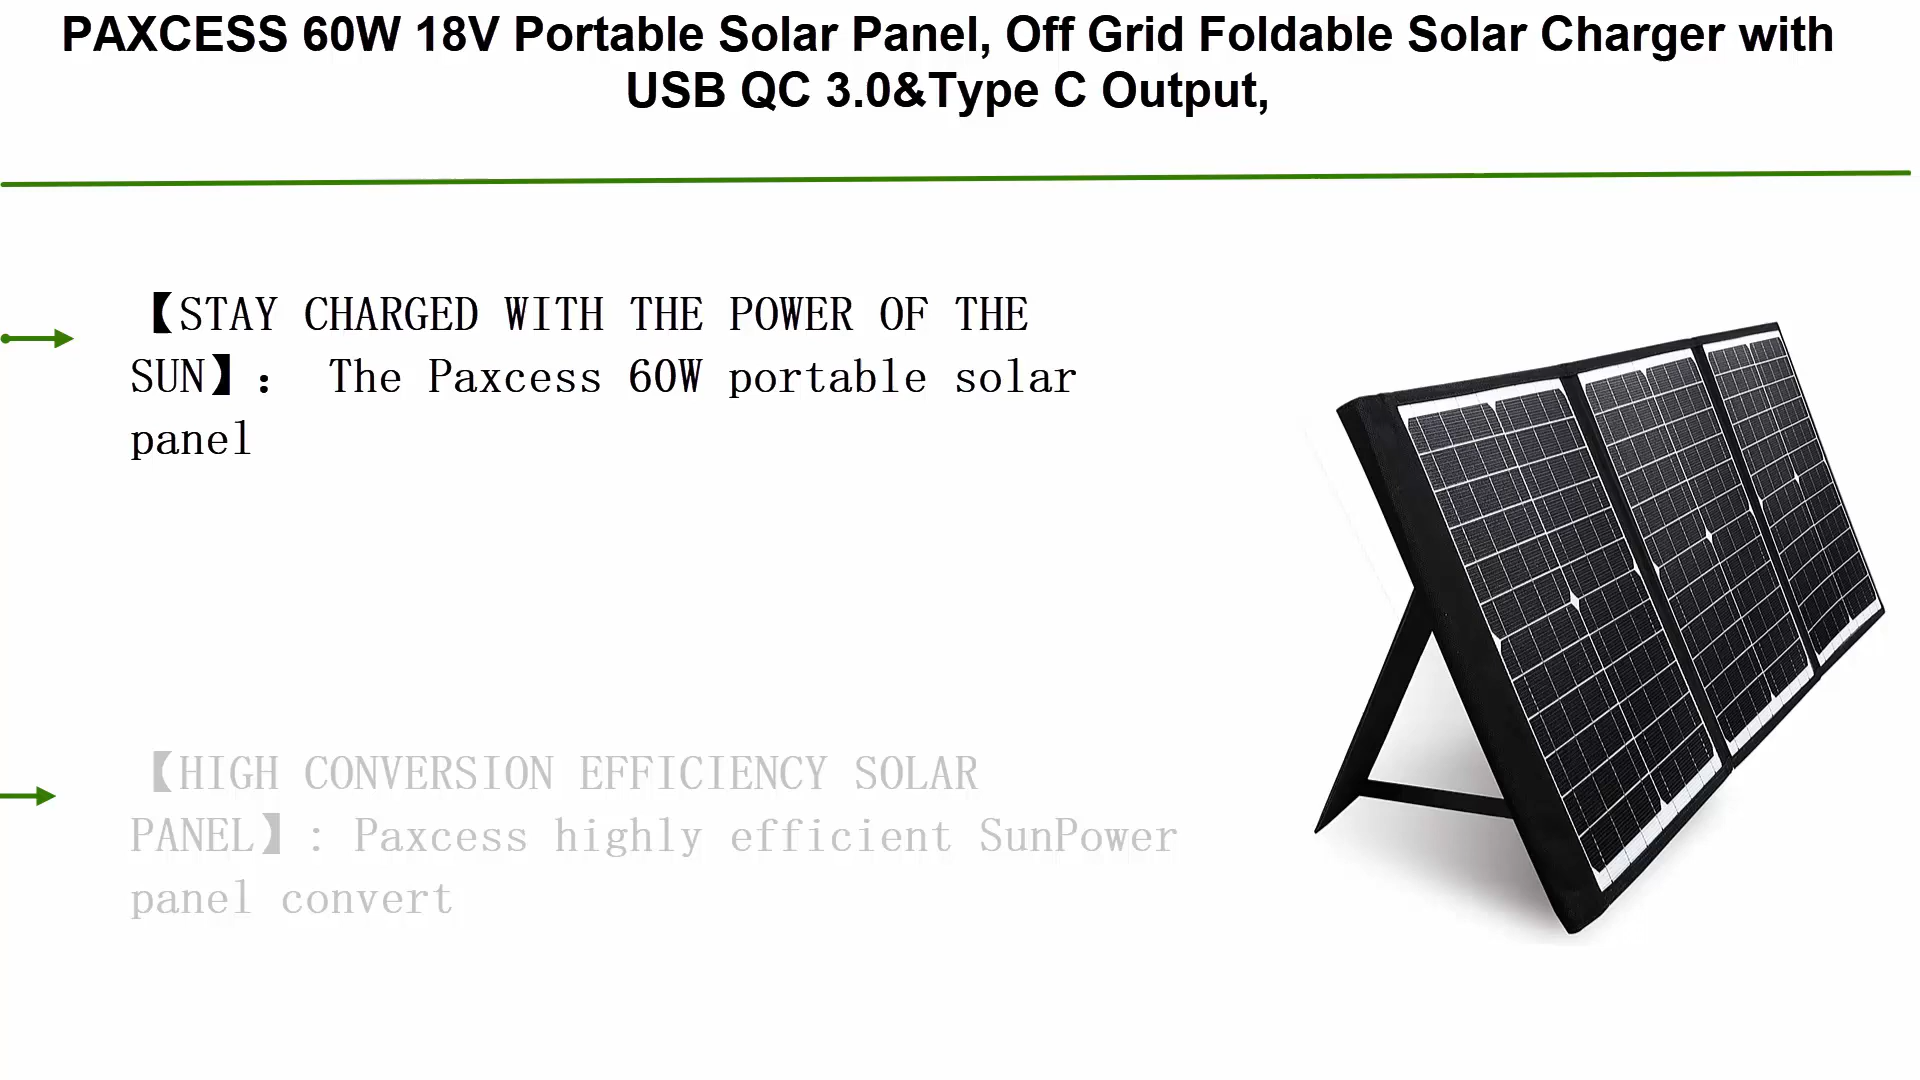 PAXCESS 60W 18V Portable Solar Panel, Off Grid Foldable Solar Charger with
USB QC 3.0&Type C Output,
【STAY CHARGED WITH THE POWER OF THE
SUN】： The Paxcess 60W portable solar
panel
【HIGH CONVERSION EFFICIENCY SOLAR
PANEL】: Paxcess highly efficient SunPower
panel convert